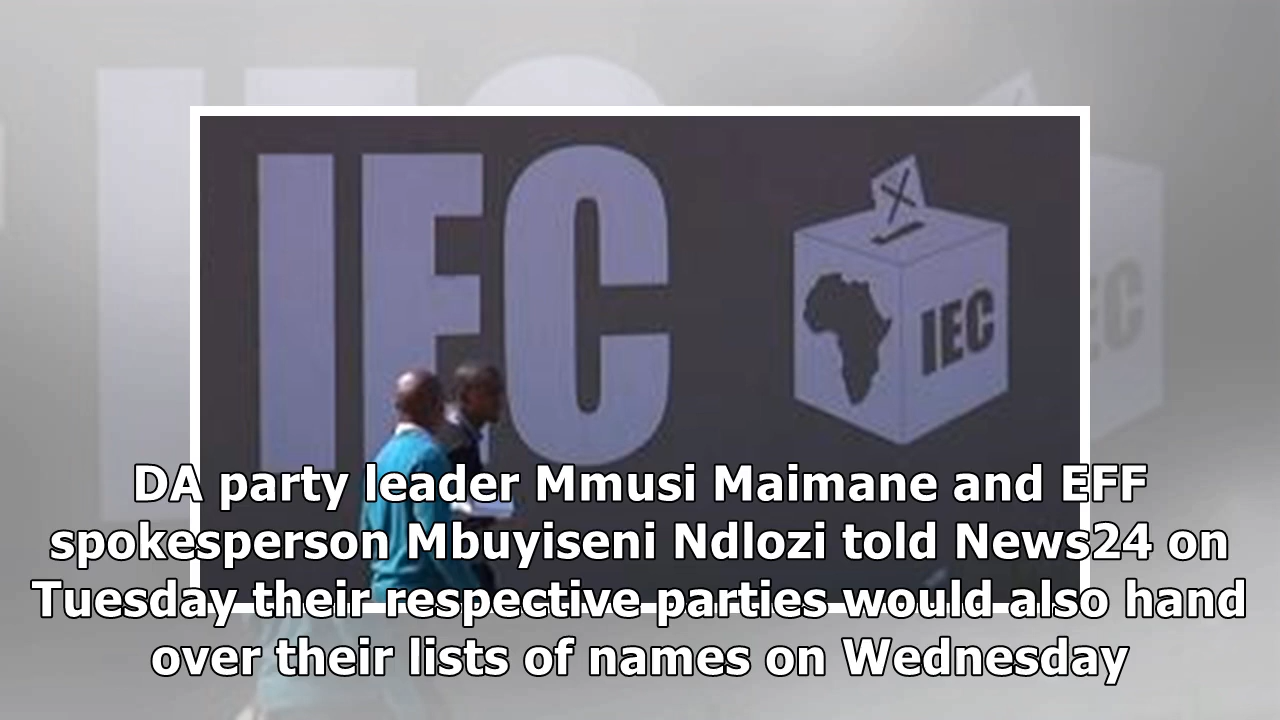 IEC
IEC
DA party leader Mmusi Maimane and EFF
spokesperson Mbuyiseni Ndlozi told News24 on
Tuesday their respective parties would also hand
over their lists of names on Wednesday